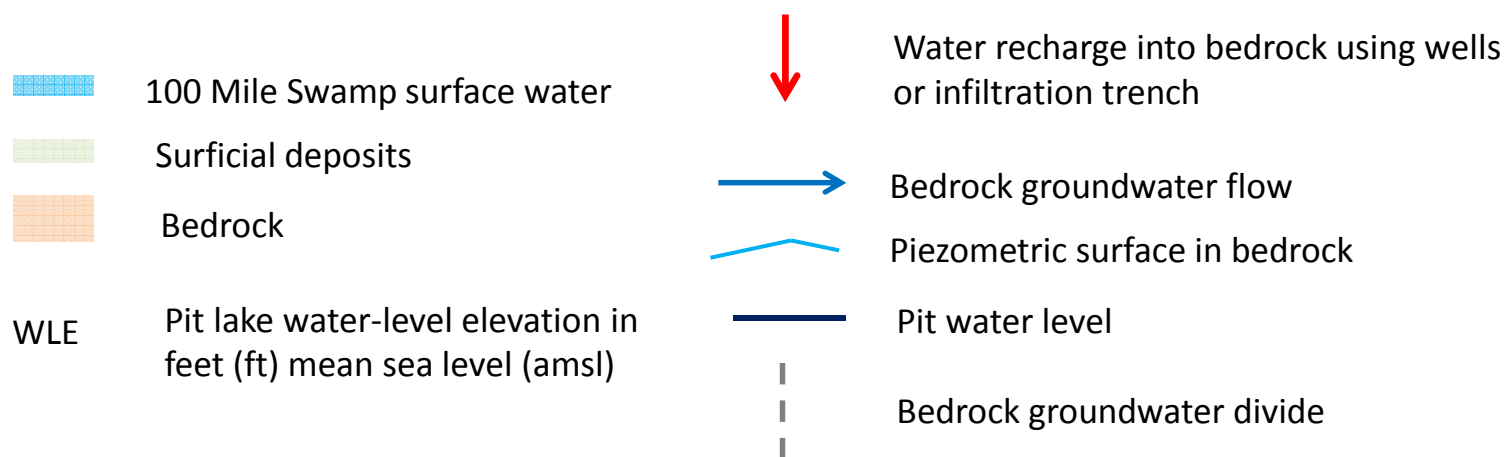 100 Mile Swamp surface water
Surficial deposits
Bedrock
WLE
Pit lake water-level elevation in
feet (ft) mean sea level (amsl)
Water recharge into bedrock using wells
or infiltration trench
Bedrock groundwater flow
Piezometric surface in bedrock
Pit water level
Bedrock groundwater divide